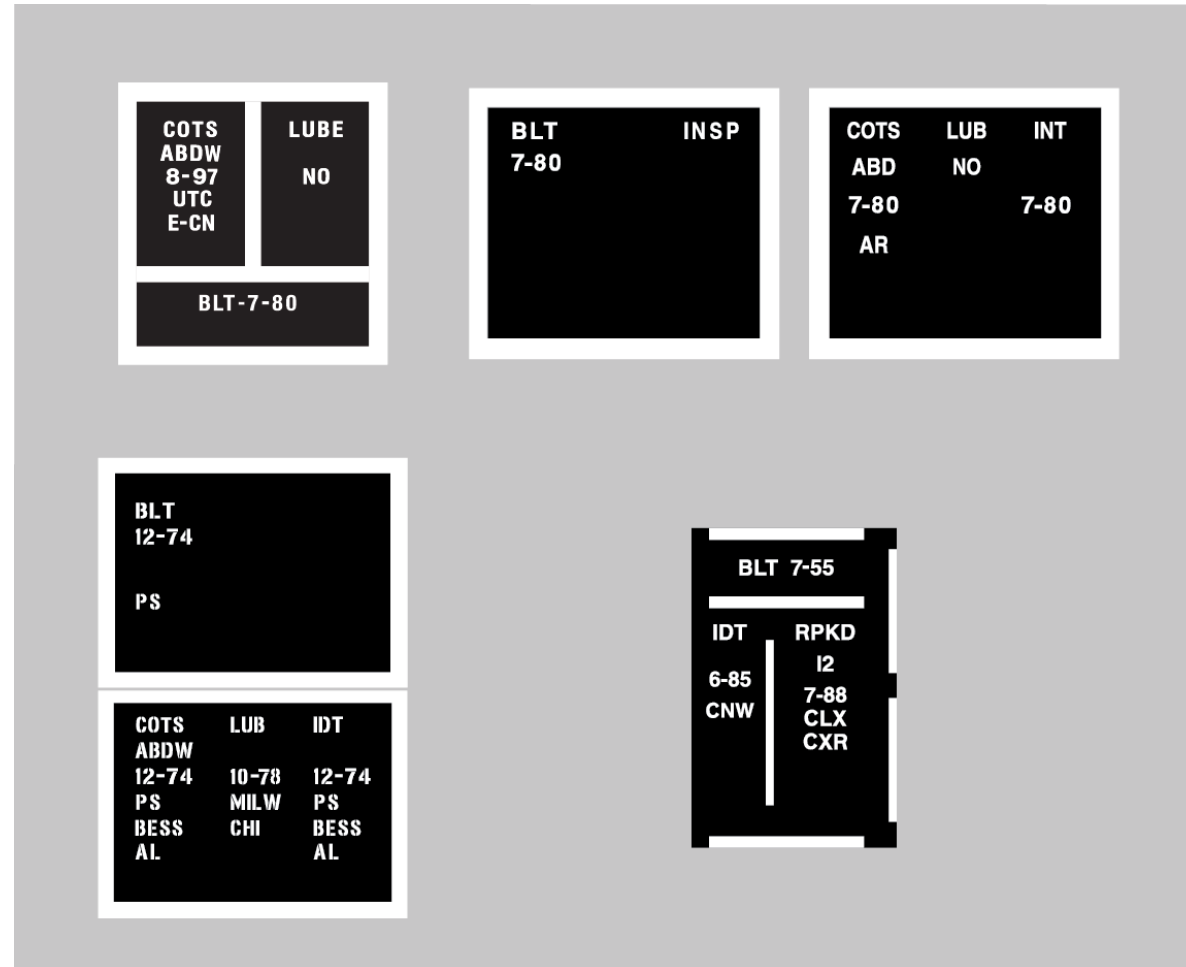 COTS
ABDW
8-97
UTC
E-CN
LUBE
NO
BLT-7-80
BLT INSP
7-80
COTS LUB INT
ABD NO
7-80 7-80
AR
BLT
12-74
PS
COTS LUB IDT
ABDW
12-74 10-78 12-74
PS MILW PS
BESS CHI BESS
AL AL
BLT 7-55
IDT
6-85
CNW
RPKD
I2
7-88
CLX
CXR